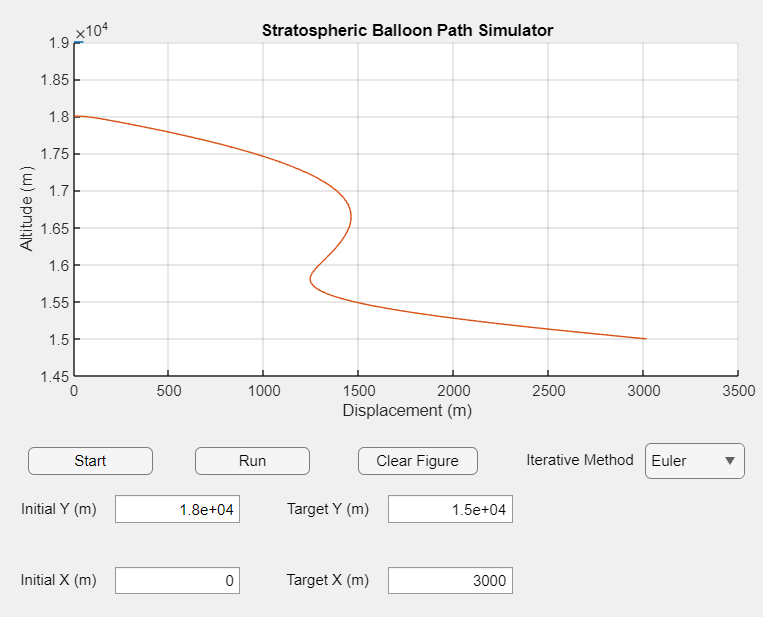 Stratospheric Balloon Path Simulator
×10⁴
1.9
1.85
1.8
1.75
1.7
1.65
1.6
1.55
1.5
1.45
Altitude (m)
0 500 1000 1500 2000 2500 3000 3500
Displacement (m)
Start Run Clear Figure Iterative Method Euler
Initial Y (m) 1.8e+04 Target Y (m) 1.5e+04
Initial X (m) 0 Target X (m) 3000